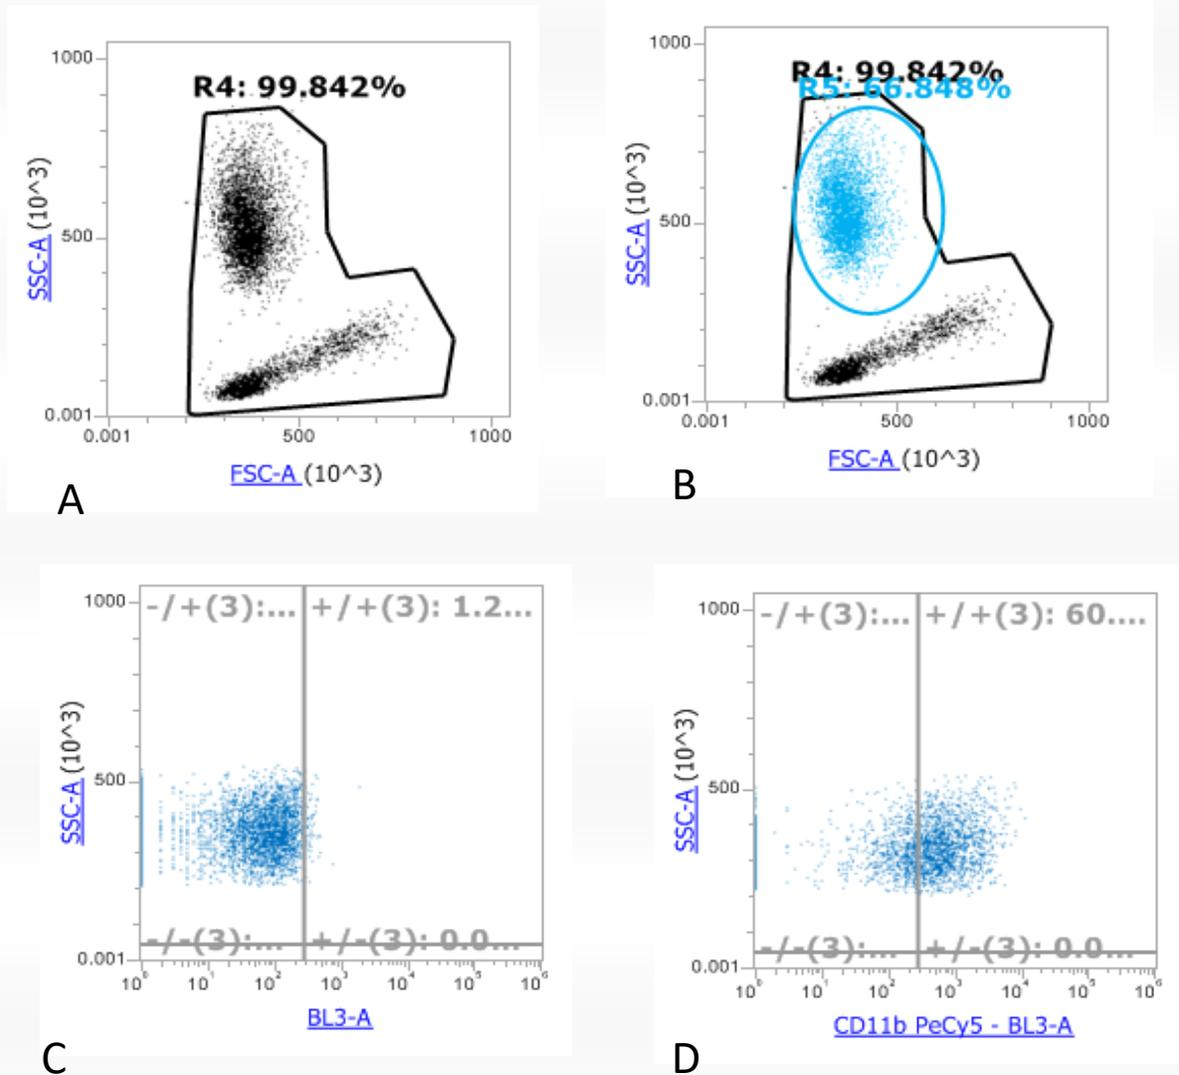 1000
R4: 99.842%
500
0.001
SSC-A (10^3)
0.001 500 1000
FSC-A (10^3)
A
1000
R4: 99.842%
R5: 66.848%
500
0.001
SSC-A (10^3)
0.001 500 1000
FSC-A (10^3)
B
1000
-/+(3):... +/+(3): 1.2...
500
-/-(3):... +/-(3): 0.0...
0.001
SSC-A (10^3)
10⁰ 10¹ 10² 10³ 10⁴ 10⁵ 10⁶
BL3-A
C
1000
-/+(3):... +/+(3): 60....
500
-/-(3):... +/-(3): 0.0...
0.001
SSC-A (10^3)
10⁰ 10¹ 10² 10³ 10⁴ 10⁵ 10⁶
CD11b PeCy5 - BL3-A
D